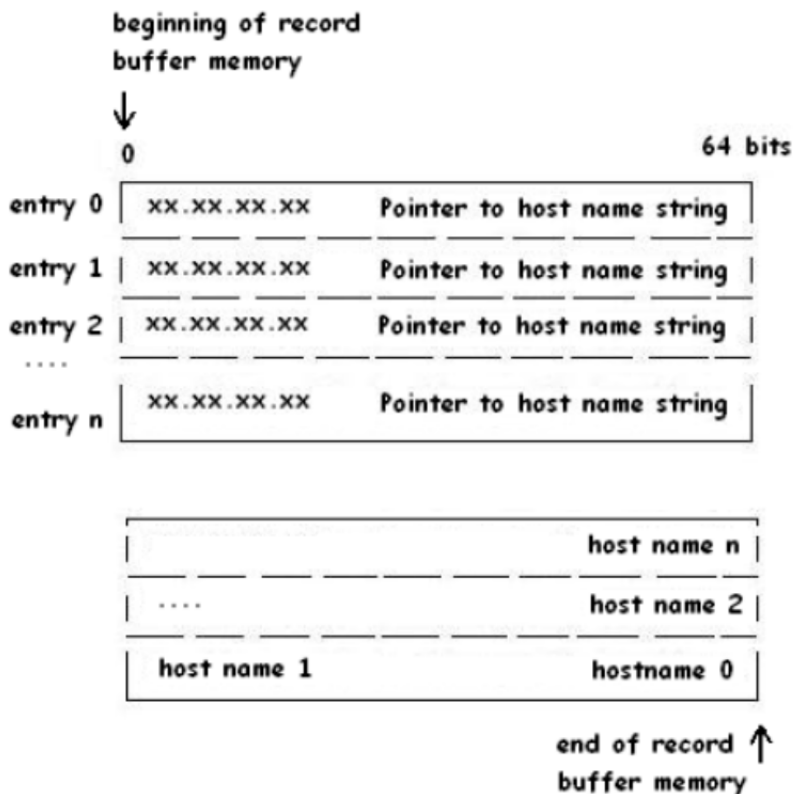 beginning of record
buffer memory
0 64 bits
entry 0 xx.xx.xx.xx Pointer to host name string
entry 1 xx.xx.xx.xx Pointer to host name string
entry 2 xx.xx.xx.xx Pointer to host name string
....
entry n xx.xx.xx.xx Pointer to host name string
host name n
.... host name 2
host name 1 hostname 0
end of record
buffer memory